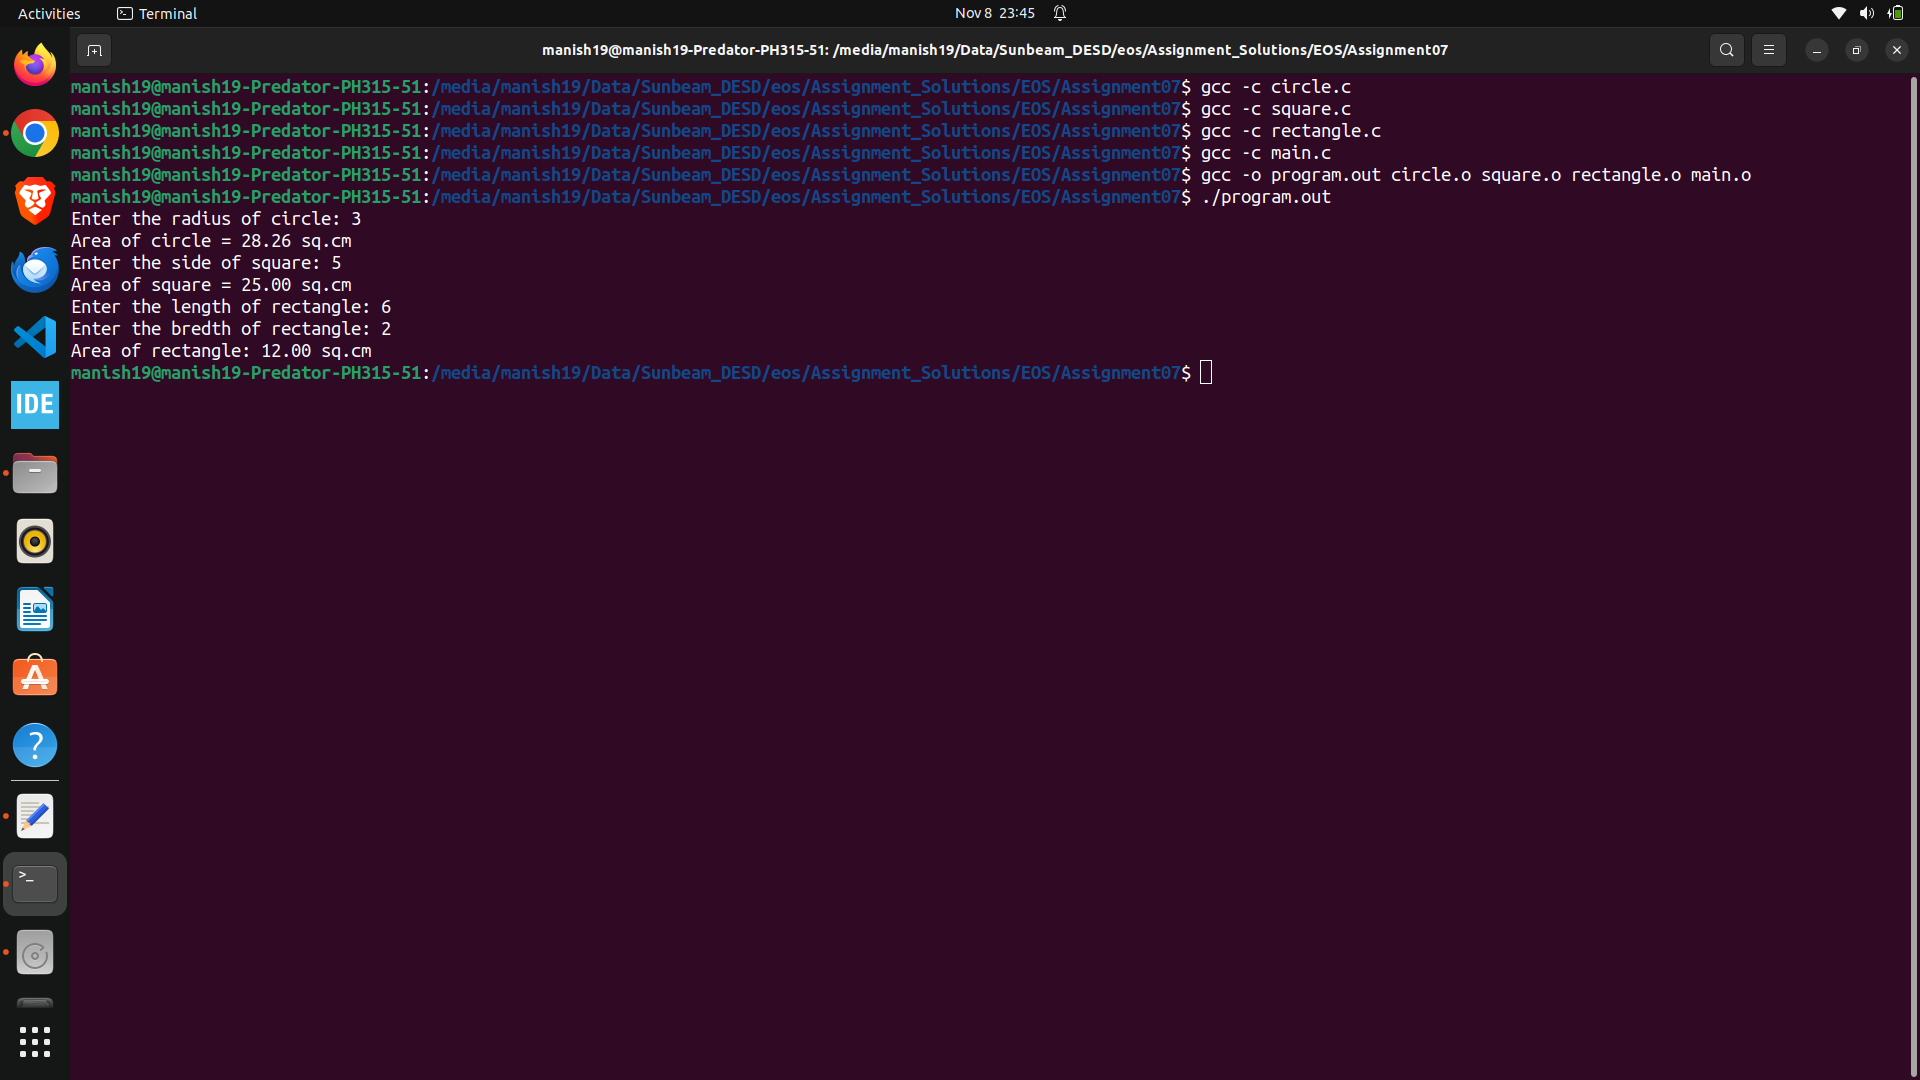 Activities
Terminal
Nov 8 23:45
manish19@manish19-Predator-PH315-51: /media/manish19/Data/Sunbeam_DESD/eos/Assignment_Solutions/EOS/Assignment07
manish19@manish19-Predator-PH315-51:/media/manish19/Data/Sunbeam_DESD/eos/Assignment_Solutions/EOS/Assignment07$ gcc -c circle.c
manish19@manish19-Predator-PH315-51:/media/manish19/Data/Sunbeam_DESD/eos/Assignment_Solutions/EOS/Assignment07$ gcc -c square.c
manish19@manish19-Predator-PH315-51:/media/manish19/Data/Sunbeam_DESD/eos/Assignment_Solutions/EOS/Assignment07$ gcc -c rectangle.c
manish19@manish19-Predator-PH315-51:/media/manish19/Data/Sunbeam_DESD/eos/Assignment_Solutions/EOS/Assignment07$ gcc -c main.c
manish19@manish19-Predator-PH315-51:/media/manish19/Data/Sunbeam_DESD/eos/Assignment_Solutions/EOS/Assignment07$ gcc -o program.out circle.o square.o rectangle.o main.o
manish19@manish19-Predator-PH315-51:/media/manish19/Data/Sunbeam_DESD/eos/Assignment_Solutions/EOS/Assignment07$ ./program.out
Enter the radius of circle: 3
Area of circle = 28.26 sq.cm
Enter the side of square: 5
Area of square = 25.00 sq.cm
Enter the length of rectangle: 6
Enter the bredth of rectangle: 2
Area of rectangle: 12.00 sq.cm
manish19@manish19-Predator-PH315-51:/media/manish19/Data/Sunbeam_DESD/eos/Assignment_Solutions/EOS/Assignment07$
IDE